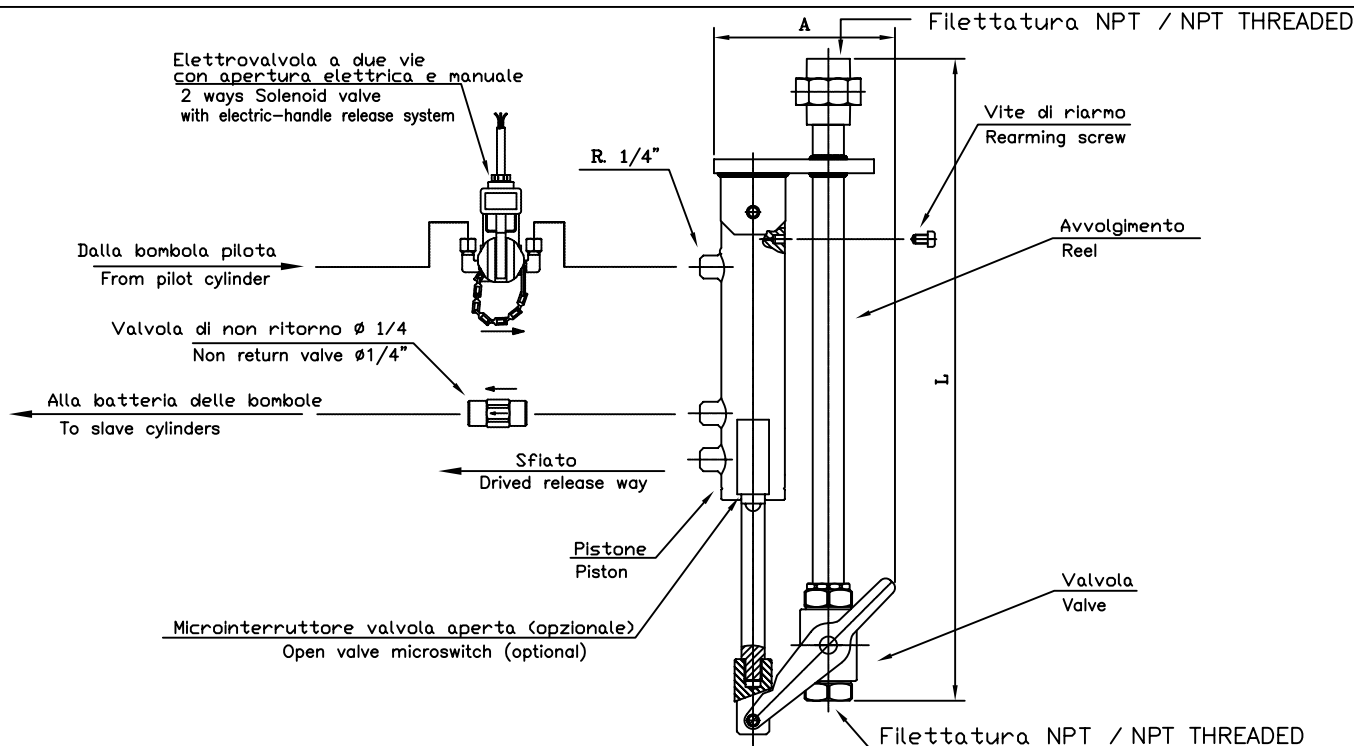 Filettatura NPT / NPT THREADED
A
Elettrovalvola a due vie
con apertura elettrica e manuale
2 ways Solenoid valve
with electric-handle release system
Vite di riarmo
Rearming screw
R. 1/4"
Avvolgimento
Reel
Dalla bombola pilota
From pilot cylinder
Valvola di non ritorno Ø 1/4
Non return valve Ø1/4"
L
Alla batteria delle bombole
To slave cylinders
Sfiato
Drived release way
Pistone
Piston
Valvola
Valve
Microinterruttore valvola aperta (opzionale)
Open valve microswitch (optional)
Filettatura NPT / NPT THREADED